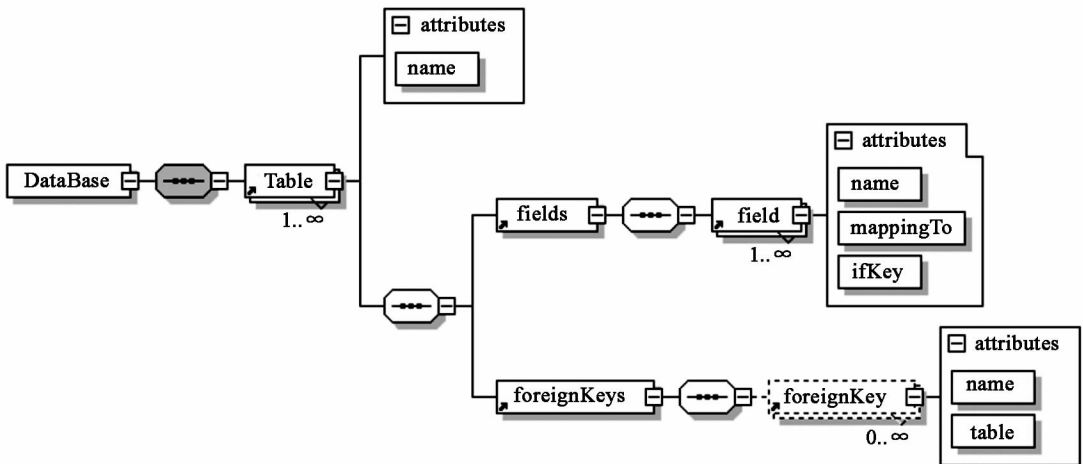 attributes
name
DataBase
Table
1..∞
attributes
name
mappingTo
ifKey
fields
field
1..∞
attributes
name
table
foreignKeys
foreignKey
0..∞